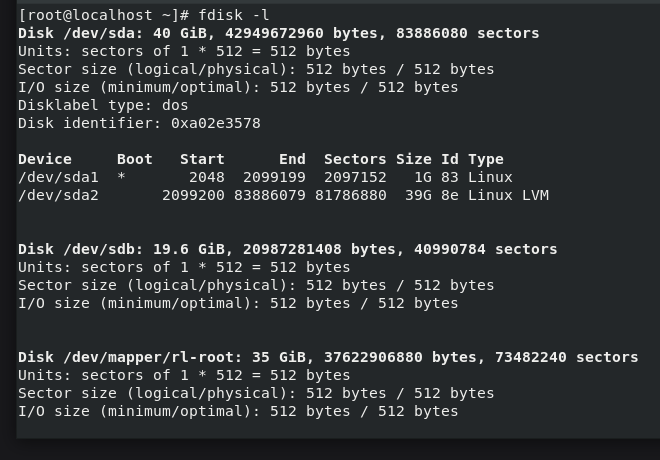 [root@localhost ~]# fdisk -l
Disk /dev/sda: 40 GiB, 42949672960 bytes, 83886080 sectors
Units: sectors of 1 * 512 = 512 bytes
Sector size (logical/physical): 512 bytes / 512 bytes
I/O size (minimum/optimal): 512 bytes / 512 bytes
Disklabel type: dos
Disk identifier: 0xa02e3578
Device     Boot   Start      End  Sectors Size Id Type
/dev/sda1  *       2048  2099199  2097152   1G 83 Linux
/dev/sda2       2099200 83886079 81786880  39G 8e Linux LVM
Disk /dev/sdb: 19.6 GiB, 20987281408 bytes, 40990784 sectors
Units: sectors of 1 * 512 = 512 bytes
Sector size (logical/physical): 512 bytes / 512 bytes
I/O size (minimum/optimal): 512 bytes / 512 bytes
Disk /dev/mapper/rl-root: 35 GiB, 37622906880 bytes, 73482240 sectors
Units: sectors of 1 * 512 = 512 bytes
Sector size (logical/physical): 512 bytes / 512 bytes
I/O size (minimum/optimal): 512 bytes / 512 bytes